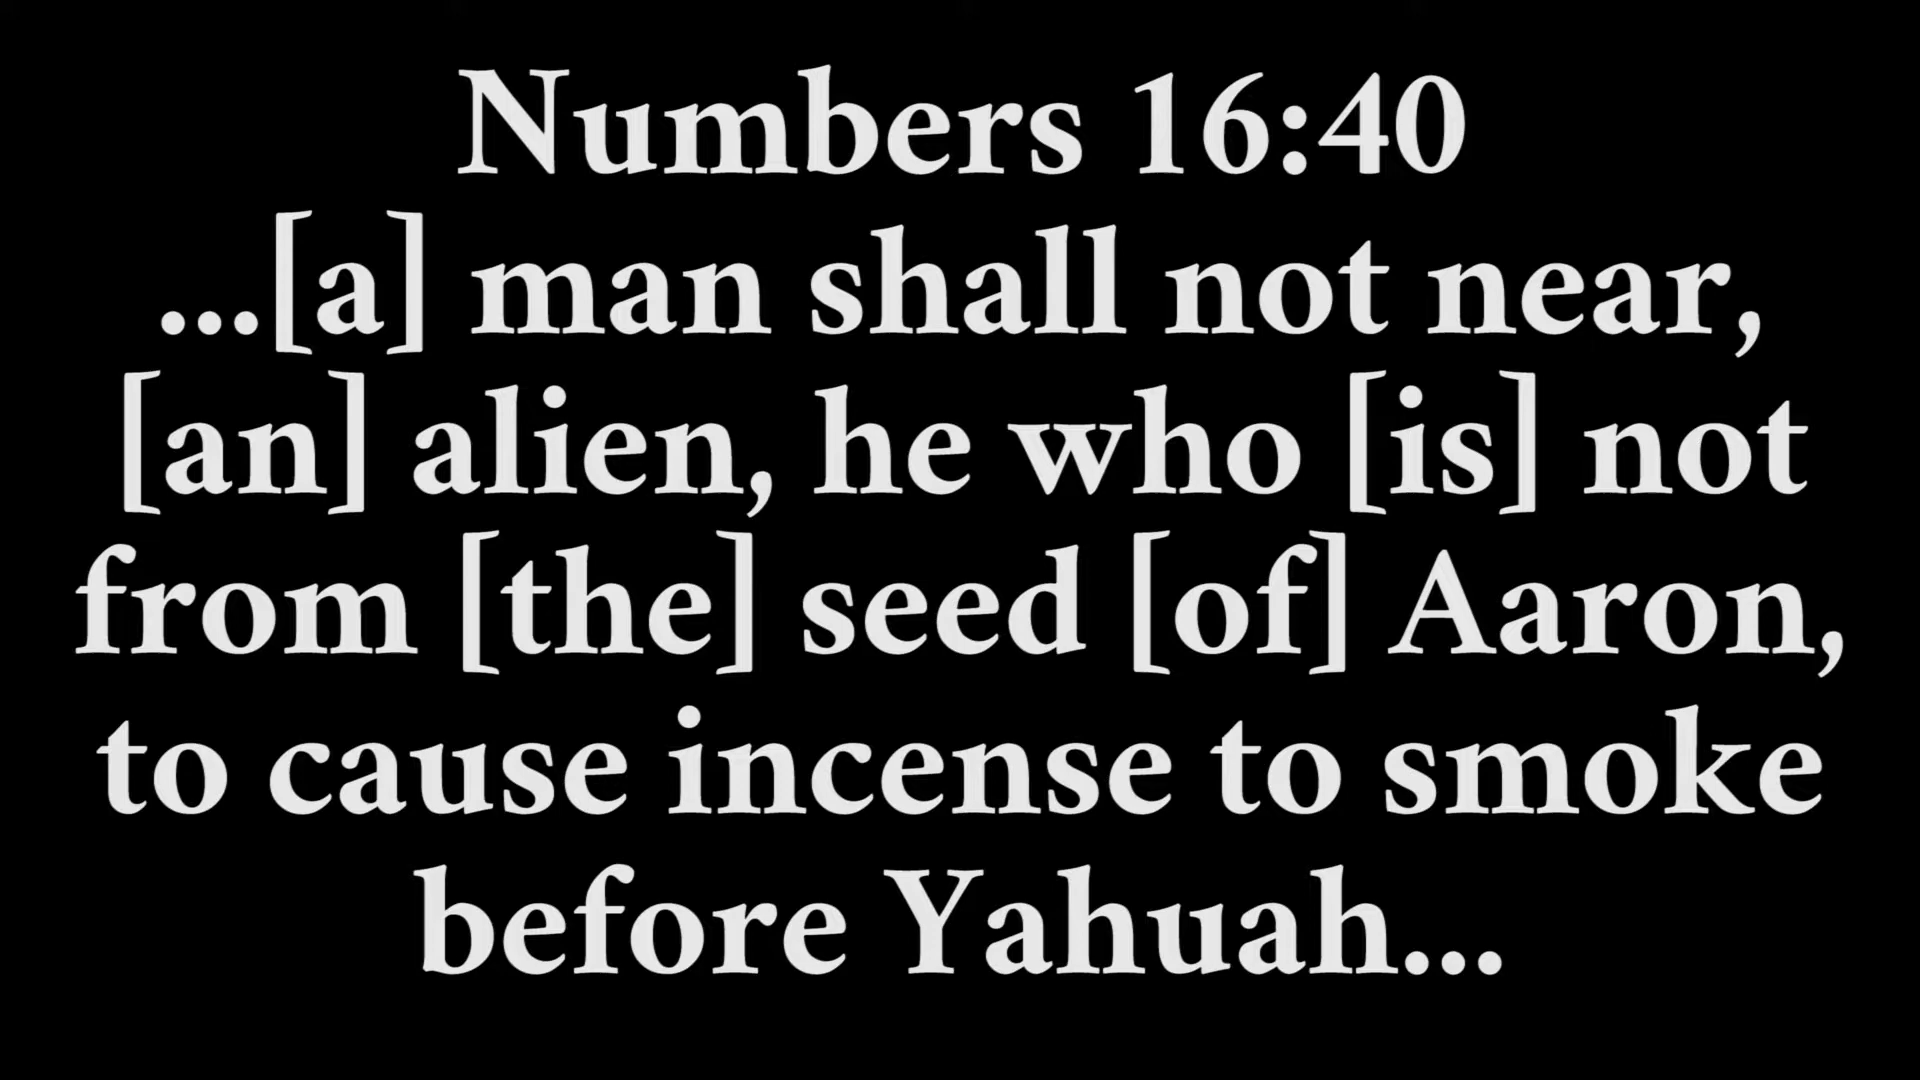 Numbers 16:40
...[a] man shall not near,
[an] alien, he who [is] not
from [the] seed [of] Aaron,
to cause incense to smoke
before Yahuah...